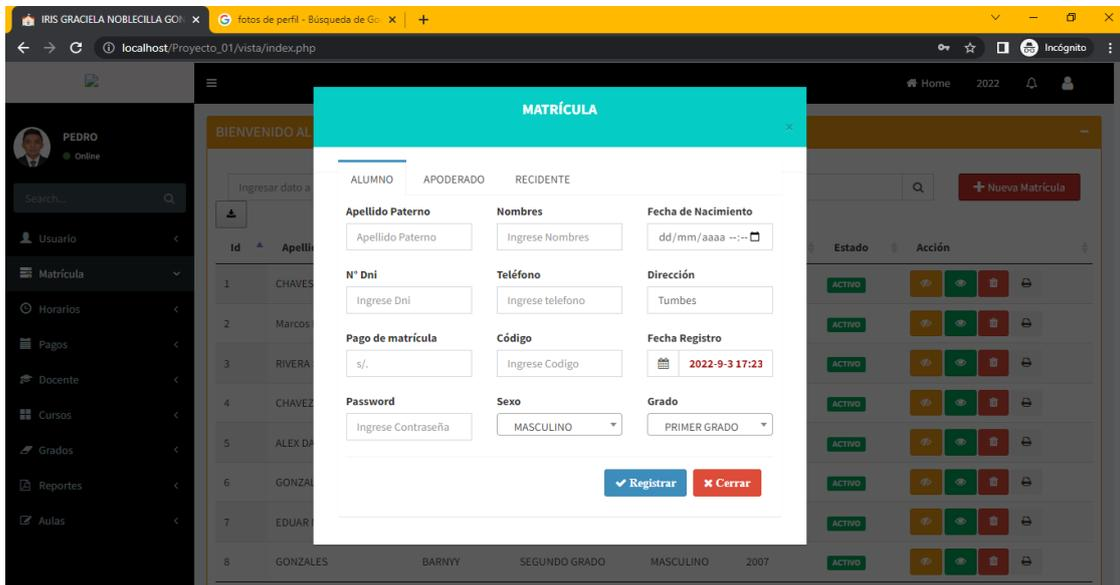 IRIS GRACIELA NOBLECILLA GON
fotos de perfil - Búsqueda de Go
localhost/Proyecto_01/vista/index.php
Incógnito
Home 2022
PEDRO
Online
Search...
Usuario
Matrícula
Horarios
Pagos
Docente
Cursos
Grados
Reportes
Aulas
BIENVENIDO AL
Ingresar dato a
Nueva Matrícula
MATRÍCULA
×
ALUMNO APODERADO RECIDENTE
Apellido Paterno Nombres Fecha de Nacimiento
Apellido Paterno Ingrese Nombres dd/mm/aaaa --:--
N° Dni Teléfono Dirección
Ingrese Dni Ingrese telefono Tumbes
Pago de matrícula Código Fecha Registro
s/. Ingrese Codigo 2022-9-3 17:23
Password Sexo Grado
Ingrese Contraseña MASCULINO PRIMER GRADO
Registrar Cerrar
Id Apelli Estado Acción
1 CHAVES ACTIVO
2 Marcos ACTIVO
3 RIVERA ACTIVO
4 CHAVEZ ACTIVO
5 ALEX DA ACTIVO
6 GONZAL ACTIVO
7 EDUAR ACTIVO
8 GONZALES BARNYY SEGUNDO GRADO MASCULINO 2007 ACTIVO